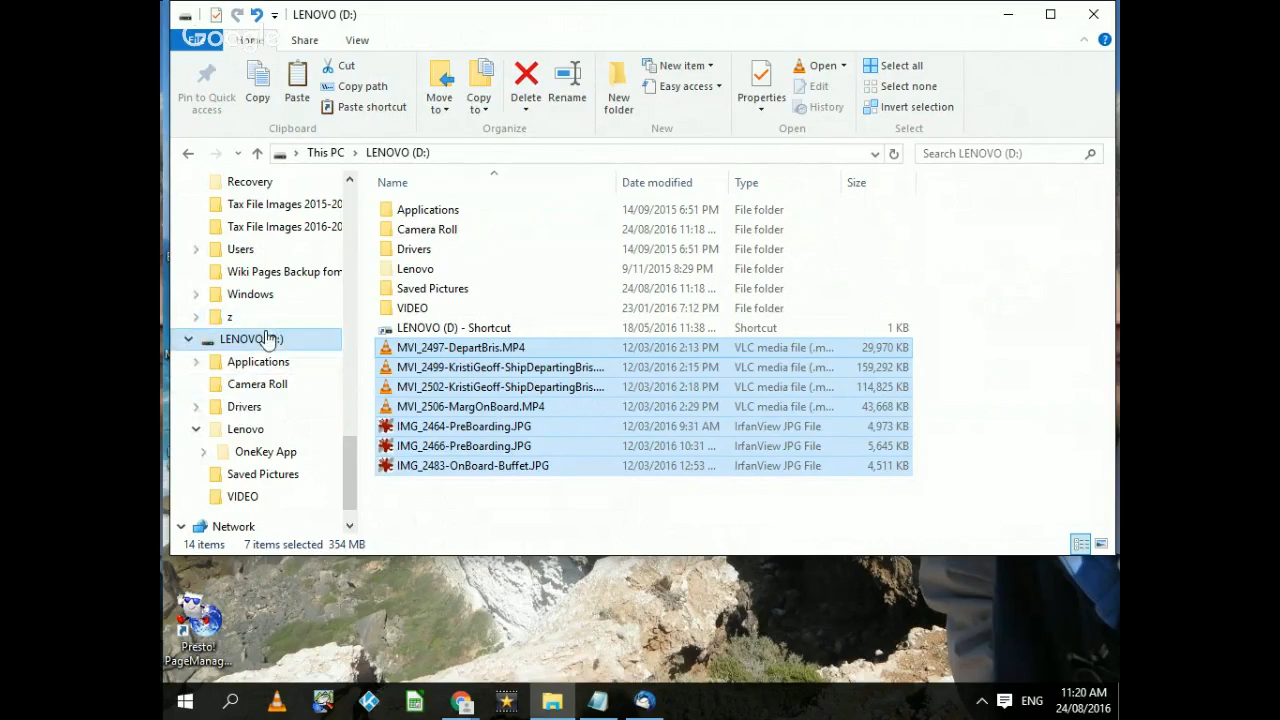 LENOVO (D:)
Google
File Home Share View
Pin to Quick access
Copy
Paste
Cut
Copy path
Paste shortcut
Clipboard
Move to
Copy to
Delete
Rename
Organize
New folder
New item
Easy access
New
Properties
Open
Edit
History
Open
Select all
Select none
Invert selection
Select
This PC > LENOVO (D:)
Search LENOVO (D:)
Recovery
Tax File Images 2015-20
Tax File Images 2016-20
Users
Wiki Pages Backup fom
Windows
z
LENOVO (D:)
Applications
Camera Roll
Drivers
Lenovo
OneKey App
Saved Pictures
VIDEO
Network
Name Date modified Type Size
Applications 14/09/2015 6:51 PM File folder
Camera Roll 24/08/2016 11:18 ... File folder
Drivers 14/09/2015 6:51 PM File folder
Lenovo 9/11/2015 8:29 PM File folder
Saved Pictures 24/08/2016 11:18 ... File folder
VIDEO 23/01/2016 7:12 PM File folder
LENOVO (D) - Shortcut 18/05/2016 11:38 ... Shortcut 1 KB
MVI_2497-DepartBris.MP4 12/03/2016 2:13 PM VLC media file (.m... 29,970 KB
MVI_2499-KristiGeoff-ShipDepartingBris.... 12/03/2016 2:15 PM VLC media file (.m... 159,292 KB
MVI_2502-KristiGeoff-ShipDepartingBris.... 12/03/2016 2:18 PM VLC media file (.m... 114,825 KB
MVI_2506-MargOnBoard.MP4 12/03/2016 2:29 PM VLC media file (.m... 43,668 KB
IMG_2464-PreBoarding.JPG 12/03/2016 9:31 AM IrfanView JPG File 4,973 KB
IMG_2466-PreBoarding.JPG 12/03/2016 10:31 ... IrfanView JPG File 5,645 KB
IMG_2483-OnBoard-Buffet.JPG 12/03/2016 12:53 ... IrfanView JPG File 4,511 KB
14 items 7 items selected 354 MB
Presto!
PageManag...
ENG
11:20 AM
24/08/2016